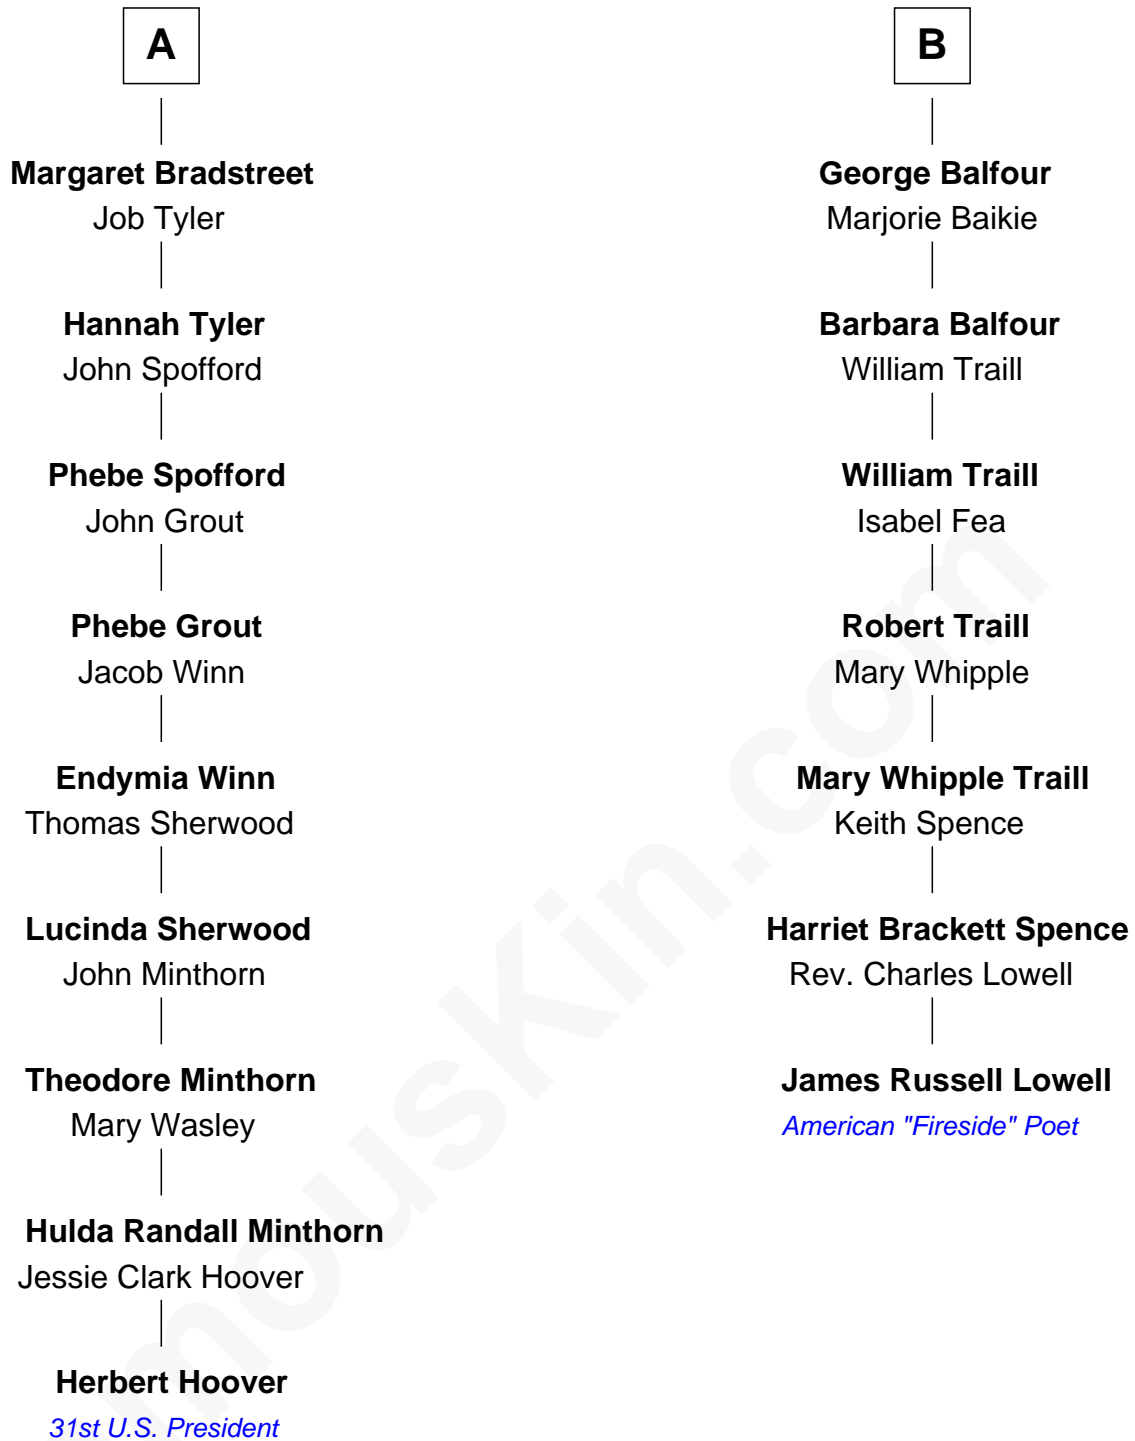 A
Margaret Bradstreet
Job Tyler
Hannah Tyler
John Spofford
Phebe Spofford
John Grout
Phebe Grout
Jacob Winn
Endymia Winn
Thomas Sherwood
Lucinda Sherwood
John Minthorn
Theodore Minthorn
Mary Wasley
Hulda Randall Minthorn
Jessie Clark Hoover
Herbert Hoover
31st U.S. President
B
George Balfour
Marjorie Baikie
Barbara Balfour
William Traill
William Traill
Isabel Fea
Robert Traill
Mary Whipple
Mary Whipple Traill
Keith Spence
Harriet Brackett Spence
Rev. Charles Lowell
James Russell Lowell
American "Fireside" Poet
mousKin.com